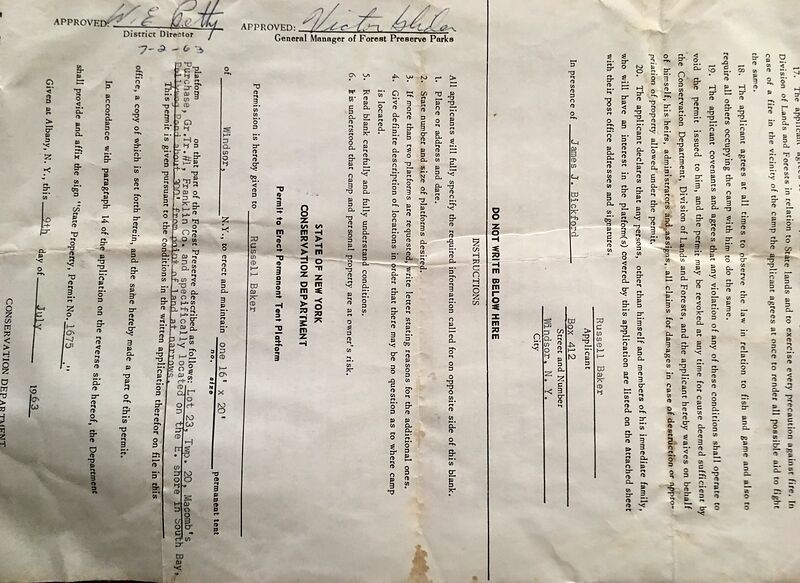 17. The applicant agrees
Division of Lands and Forests in relation to State lands and to exercise every precaution against fire. In
case of a fire in the vicinity of the camp the applicant agrees at once to render all possible aid to fight
the same.
18. The applicant agrees at all times to observe the law in relation to fish and game and also to
require all others occupying the camp with him to do the same.
19. The applicant covenants and agrees that any violation of any of these conditions shall operate to
void the permit issued to him, and the permit may be revoked at any time for cause deemed sufficient by
the Conservation Department, Division of Lands and Forests, and the applicant hereby waives on behalf
of himself, his heirs, administrators and assigns, all claims for damages in case of destruction or appro-
priation of property allowed under the permit.
20. The applicant declares that any persons, other than himself and members of his immediate family,
who will have an interest in the platform(s) covered by this application are listed on the attached sheet
with their post office addresses and signatures.
Russell Baker
Applicant
In presence of James J. Bickford
Box 412
Street and Number
Windsor, N. Y.
City
DO NOT WRITE BELOW HERE
INSTRUCTIONS
All applicants will fully specify the required information called for on opposite side of this blank.
1. Place or address and date.
2. State number and size of platforms desired.
3. If more than two platforms are requested, write letter stating reasons for the additional ones.
4. Give definite description of locations in order that there may be no question as to where camp
is located.
5. Read blank carefully and fully understand conditions.
6. It is understood that camp and personal property are at owner's risk.
STATE OF NEW YORK
CONSERVATION DEPARTMENT
Permit to Erect Permanent Tent Platform
Permission is hereby given to Russell Baker
of Windsor, N.Y., to erect and maintain one 16' x 20' permanent tent
no. size
platform on that part of the Forest Preserve described as follows: Lot 23, Twp. 20, Macomb's
Purchase, Gr. Tr. #1, Franklin Co. and specifically located on the E. shore in South Bay,
about 300' from point of land at narrows.
This permit is given pursuant to the conditions in the written application therefor on file in this
office, a copy of which is set forth herein, and the same hereby made a part of this permit.
In accordance with paragraph 14 of the application on the reverse side hereof, the Department
shall provide and affix the sign "State Property, Permit No. 1675 "
Given at Albany, N. Y., this 9th day of July 1963
CONSERVATION DEPARTMENT
APPROVED: W. E. Petty
District Director
7-2-63
APPROVED: Victor
General Manager of Forest Preserve Parks